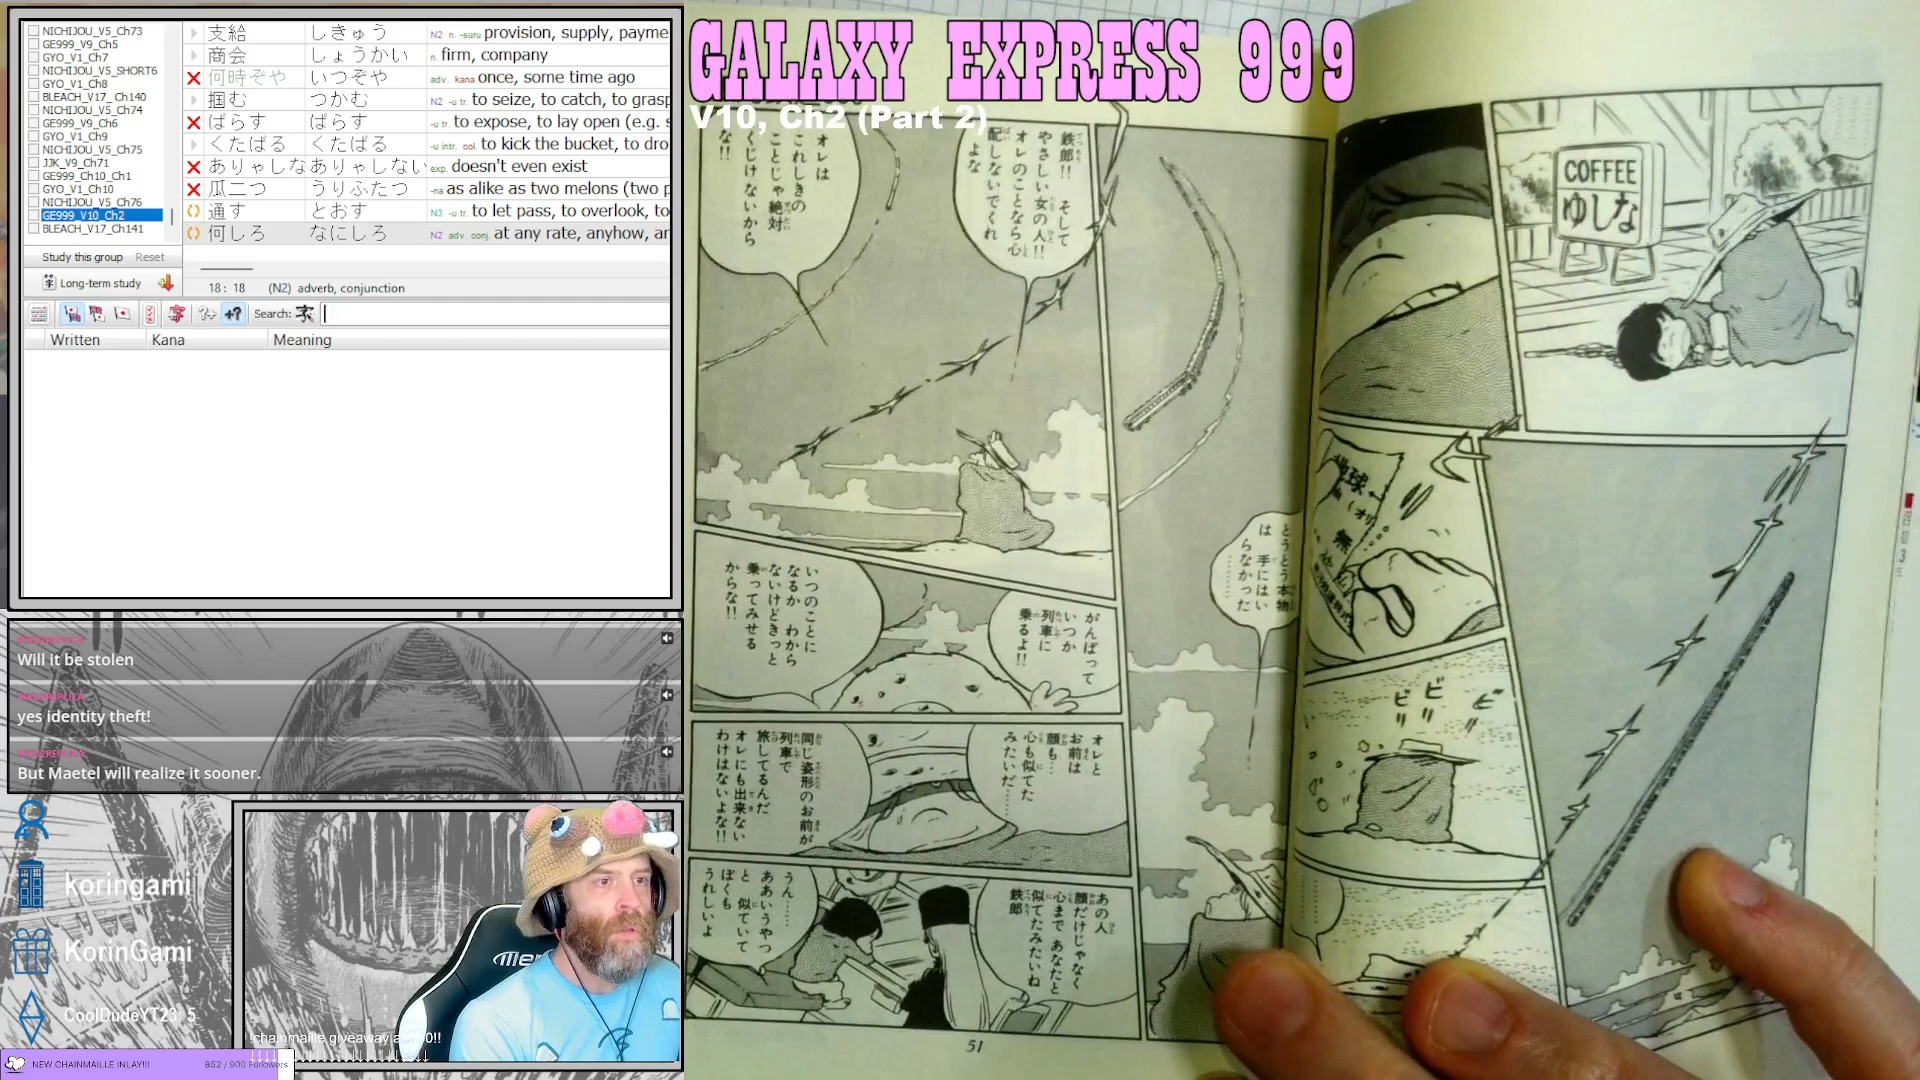 NICHIJOU_V5_Ch73
GE999_V9_Ch5
GYO_V1_Ch7
NICHIJOU_V5_SHORT6
GYO_V1_Ch8
BLEACH_V17_ Ch140
NICHIJOU_V5_Ch74
GE999_V9_Ch6
GYO_V1_Ch9
NICHIJOU_V5_Ch75
JJK_V9_Ch71
GE999_Ch10_Ch1
GYO_V1_Ch10
NICHIJOU_V5_Ch76
GE999_V10_Ch2
BLEACH_V17_Ch141
Study this group Reset
Long-term study
支給 しきゅう N2 n. -suru provision, supply, payme
商会 しょうかい n. firm, company
何時ぞや いつぞや adv. kana once, some time ago
掴む つかむ N2 -u tr. to seize, to catch, to grasp
ばらす ばらす -u tr. to expose, to lay open (e.g. s
くたばる くたばる -u intr. col. to kick the bucket, to dro
ありゃしな ありゃしない exp. doesn't even exist
瓜二つ うりふたつ -na as alike as two melons (two p
通す とおす N3 -u tr. to let pass, to overlook, to
何しろ なにしろ N2 adv. conj. at any rate, anyhow, ar
18: 18 (N2) adverb, conjunction
Search:
Written Kana Meaning
Will it be stolen
yes identity theft!
But Maetel will realize it sooner.
koringami
KorinGami
CoolDudeYT23 5
!chainmaille giveaway a
NEW CHAINMAILLE INLAY!!!
852 / 900 Followers
GALAXY EXPRESS 999
V10, Ch2 (Part 2)
COFFEE
ゆしな
ビ
ビ
ビ
とうとう本物
は 手にはい
らなかった
………
鉄郎!! そして
やさしい女の人!!
オレのことなら心
配しないでくれ
よな
オレは
これしきの
ことじゃ絶対
くじけないから
な!!
がんばって
いつか
列車に
乗るよ!!
いつのことに
なるか わから
ないけどきっと
乗ってみせる
からな!!
オレと
お前は
顔も…
心も似てた
みたいだ……
同じ姿形のお前が
列車で
旅してるんだ
オレにも出来ない
わけはないよな!!
あの人
顔だけじゃなく
心まで あなたと
似てたみたいね
鉄郎
うん……
ああいうやつ
と 似ていて
ぼくも
うれしいよ
51